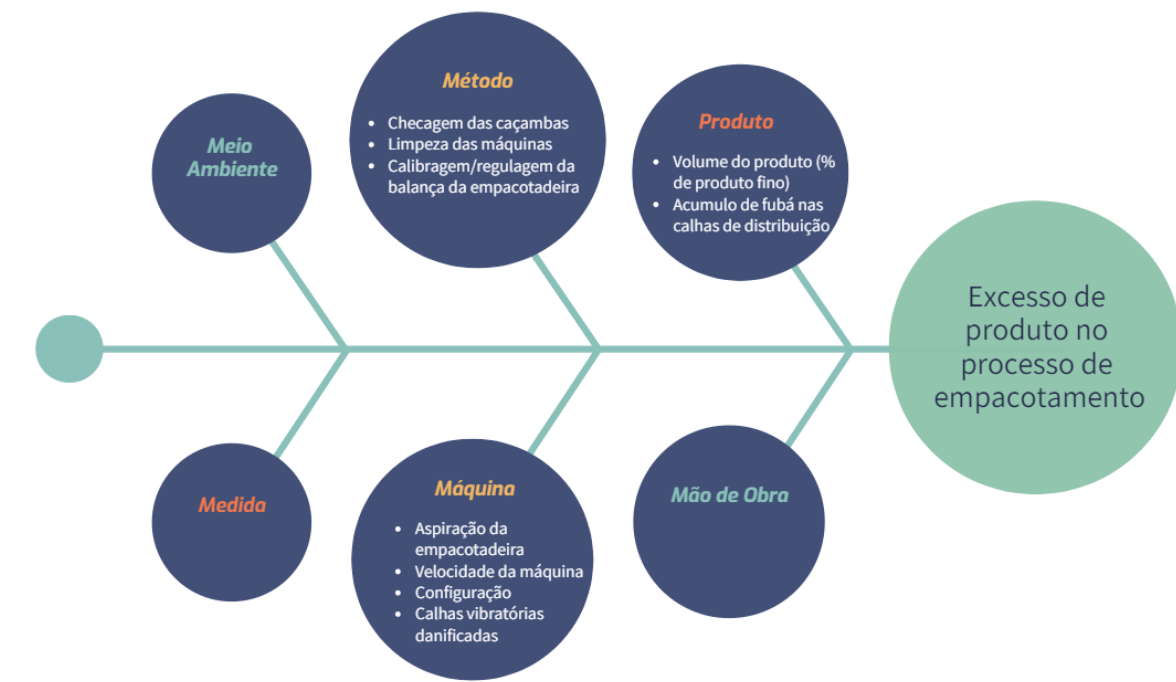 Meio
Ambiente
Método
• Checagem das caçambas
• Limpeza das máquinas
• Calibragem/regulagem da
balança da empacotadeira
Produto
• Volume do produto (%
de produto fino)
• Acumulo de fubá nas
calhas de distribuição
Excesso de
produto no
processo de
empacotamento
Medida
Máquina
• Aspiração da
empacotadeira
• Velocidade da máquina
• Configuração
• Calhas vibratórias
danificadas
Mão de Obra